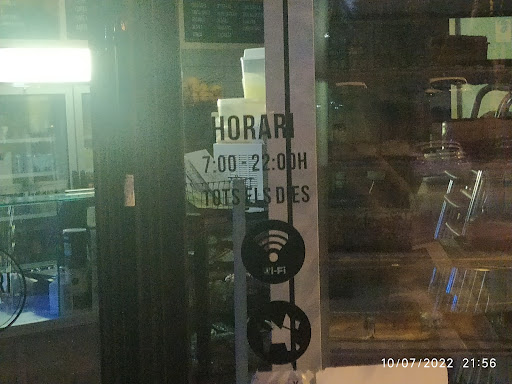 HORARI
7:00 - 22:00H
TOTS ELS DIES
Wi-Fi
10/07/2022 21:56